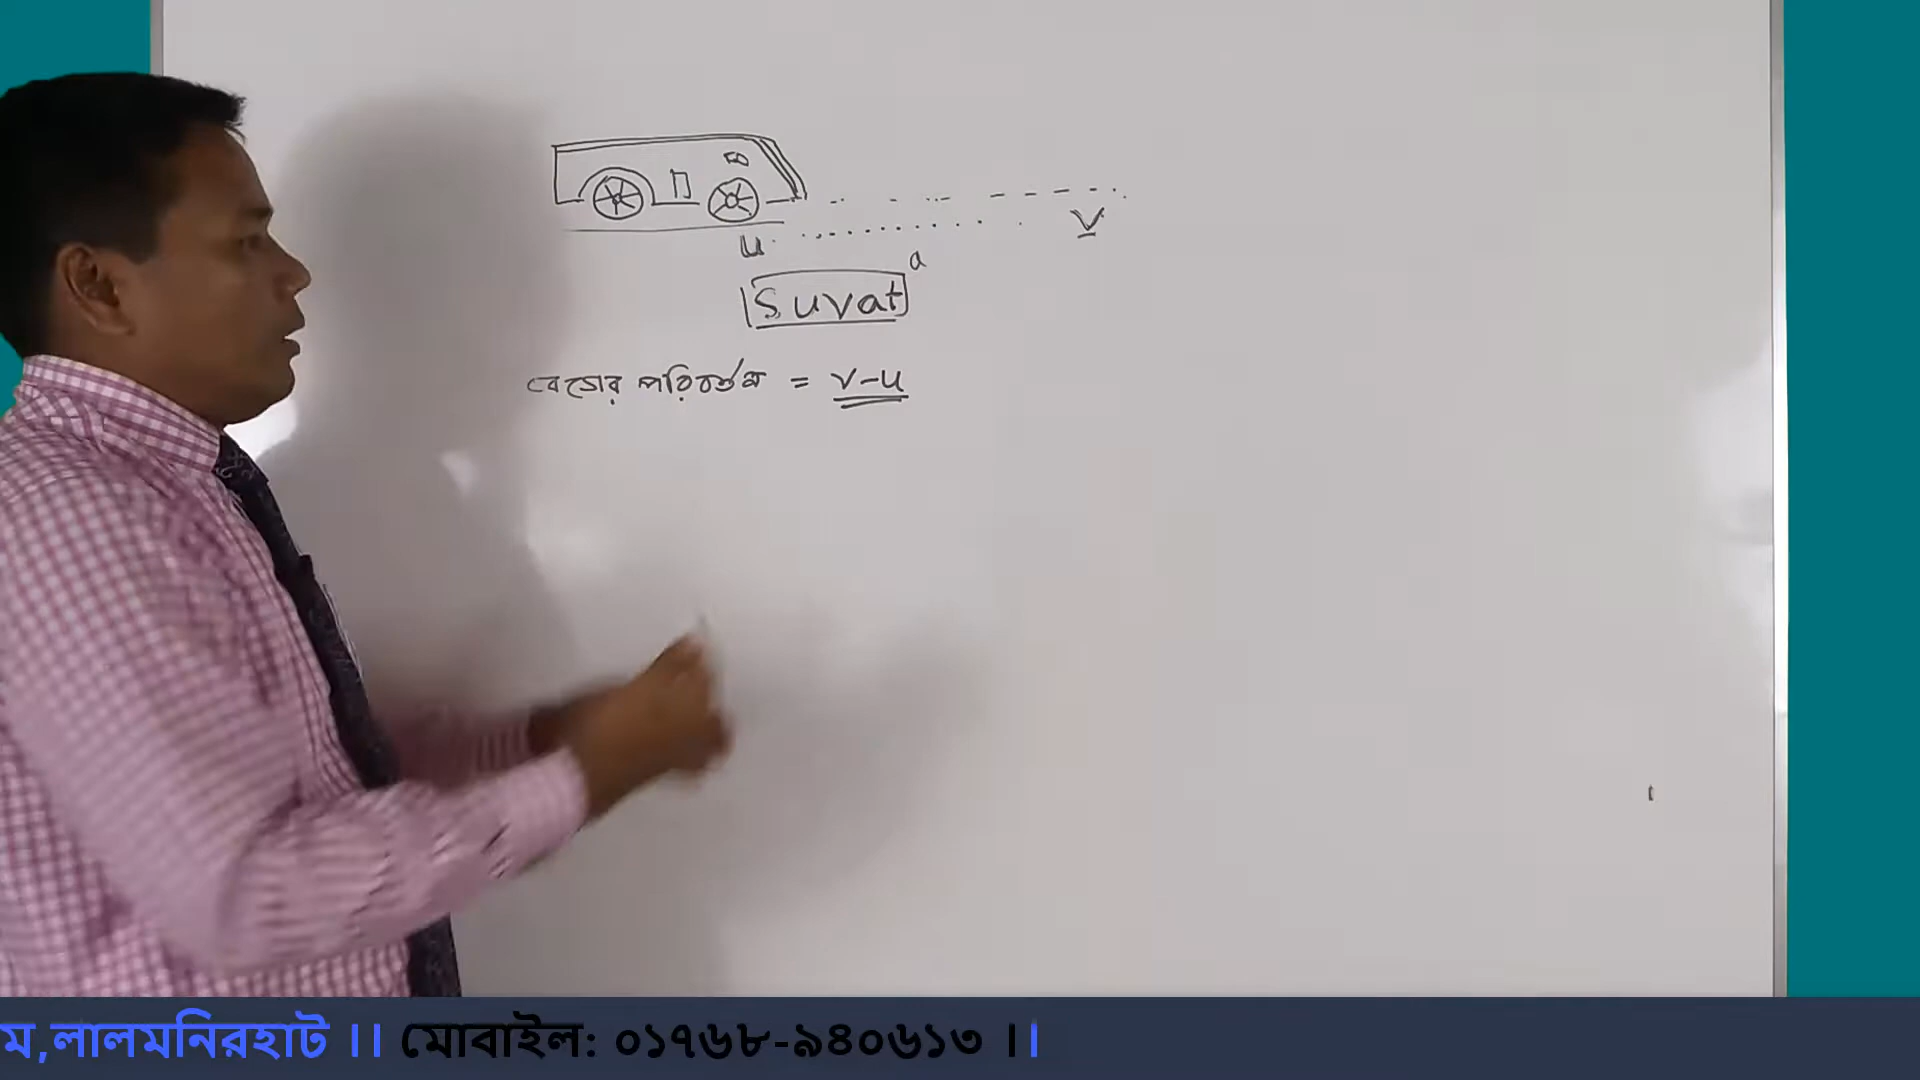 u
v
a
suvat
বেগের পরিবর্তন = v-u
ম,লালমনিরহাট ।। মোবাইল: ০১৭৬৮-৯৪০৬১৩ ।।